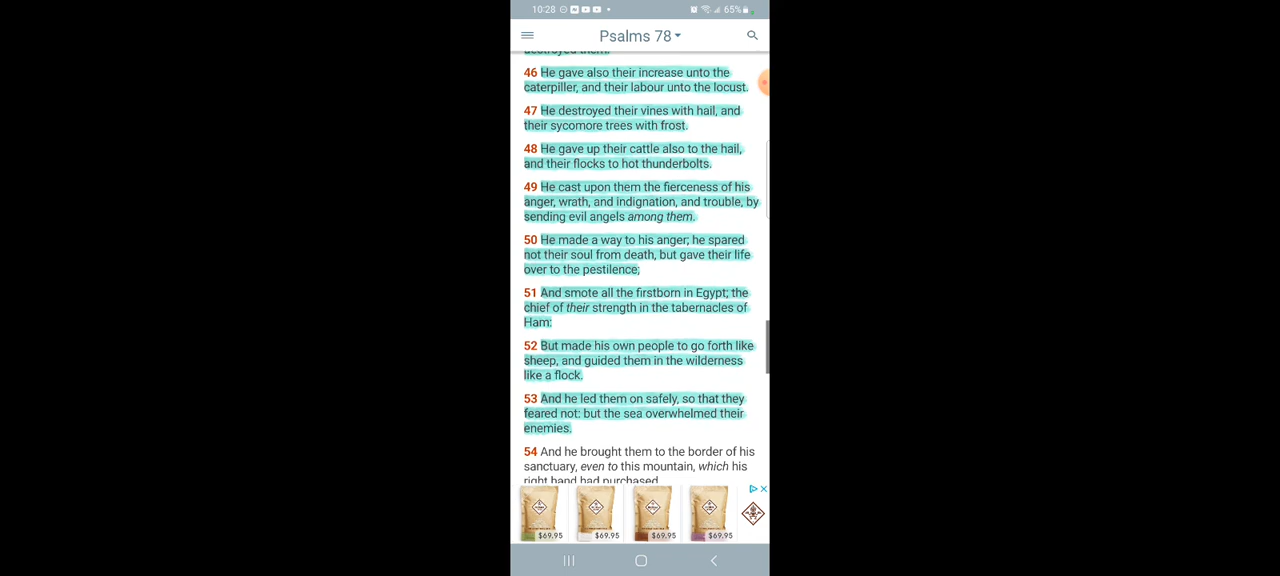 10:28
65%
Psalms 78
destroyed them.
46 He gave also their increase unto the
caterpiller, and their labour unto the locust.
47 He destroyed their vines with hail, and
their sycomore trees with frost.
48 He gave up their cattle also to the hail,
and their flocks to hot thunderbolts.
49 He cast upon them the fierceness of his
anger, wrath, and indignation, and trouble, by
sending evil angels among them.
50 He made a way to his anger; he spared
not their soul from death, but gave their life
over to the pestilence;
51 And smote all the firstborn in Egypt; the
chief of their strength in the tabernacles of
Ham:
52 But made his own people to go forth like
sheep, and guided them in the wilderness
like a flock.
53 And he led them on safely, so that they
feared not: but the sea overwhelmed their
enemies.
54 And he brought them to the border of his
sanctuary, even to this mountain, which his
right hand had purchased.
$69.95 $69.95 $69.95 $69.95